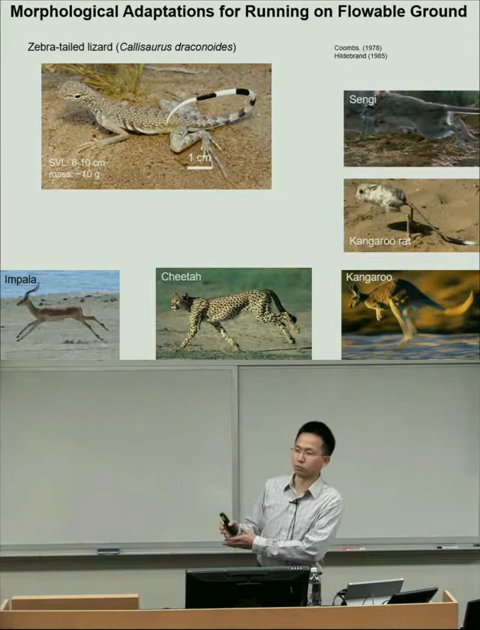 Morphological Adaptations for Running on Flowable Ground
Zebra-tailed lizard (Callisaurus draconoides)
Coombs, (1978)
Hildebrand (1985)
SVL: 8-10 cm
mass: ~10 g
1 cm
Sengi
Kangaroo rat
Impala
Cheetah
Kangaroo